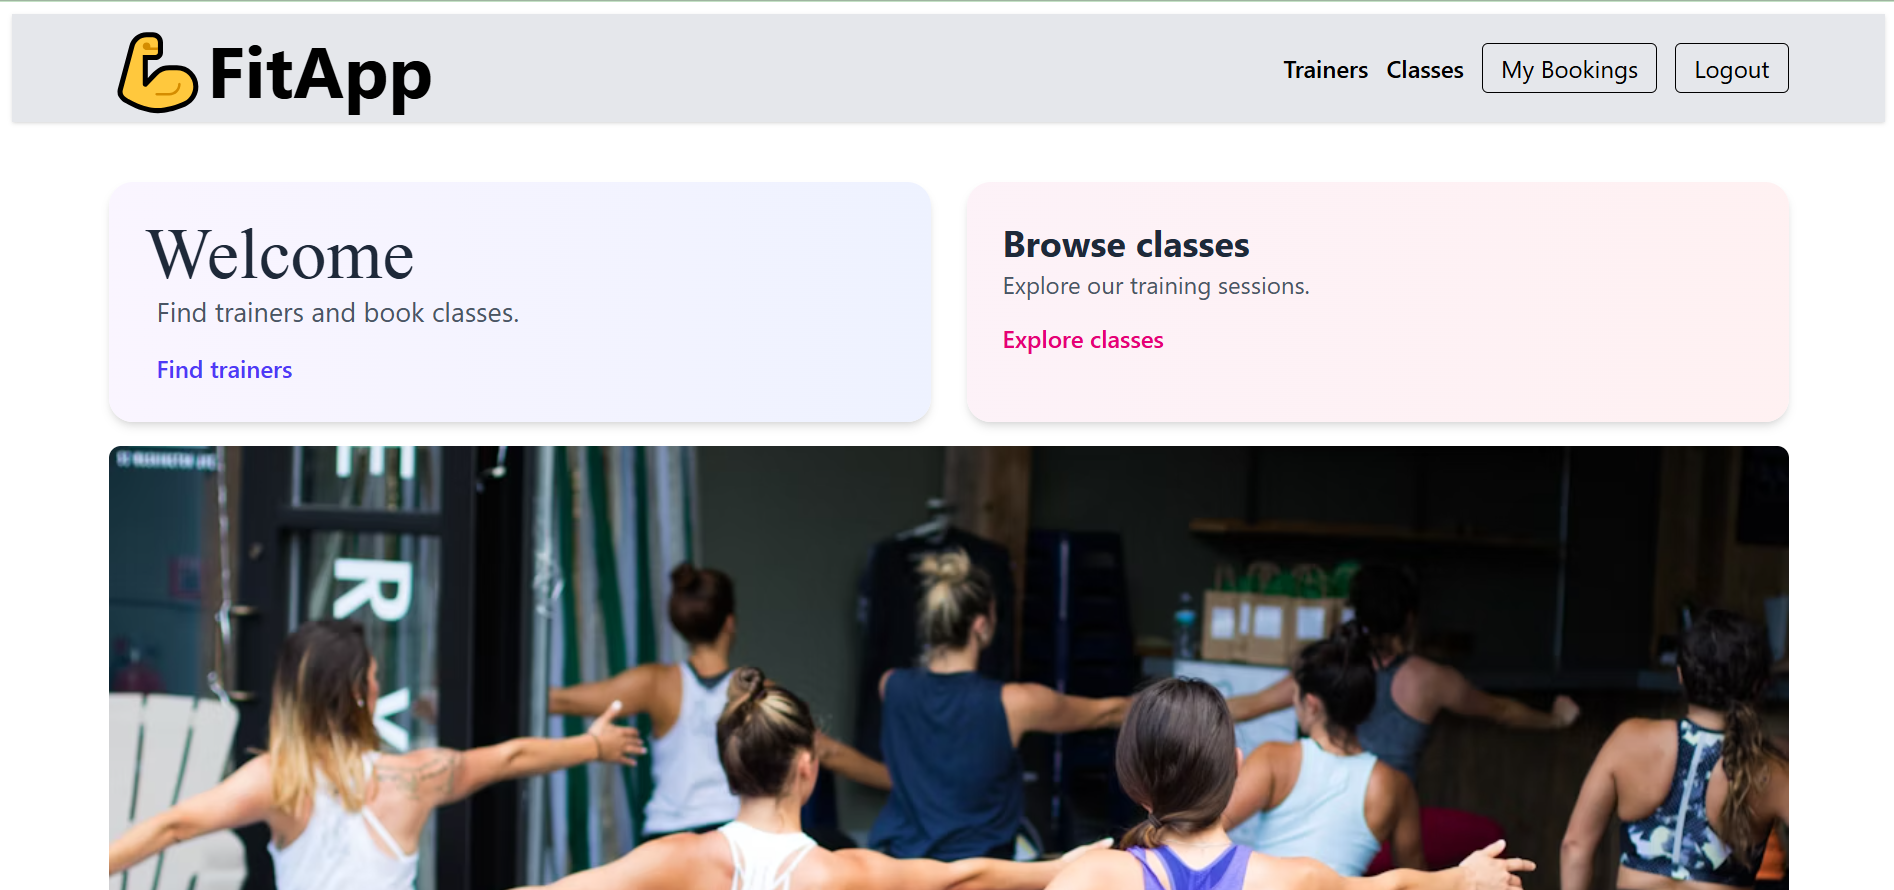 FitApp
Trainers Classes My Bookings Logout
Welcome
Find trainers and book classes.
Find trainers
Browse classes
Explore our training sessions.
Explore classes
E
R
V